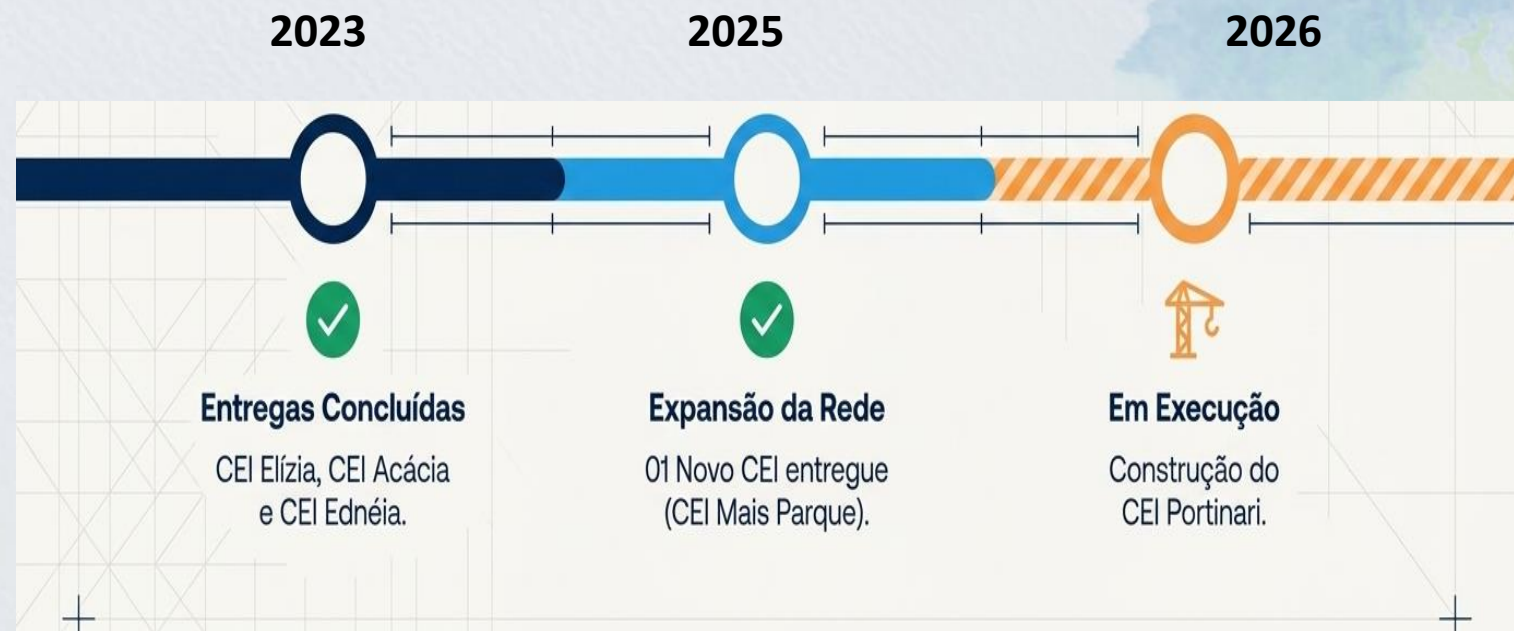 2023
2025
2026
Entregas Concluídas
CEI Elízia, CEI Acácia
e CEI Ednéia.
Expansão da Rede
01 Novo CEI entregue
(CEI Mais Parque).
Em Execução
Construção do
CEI Portinari.